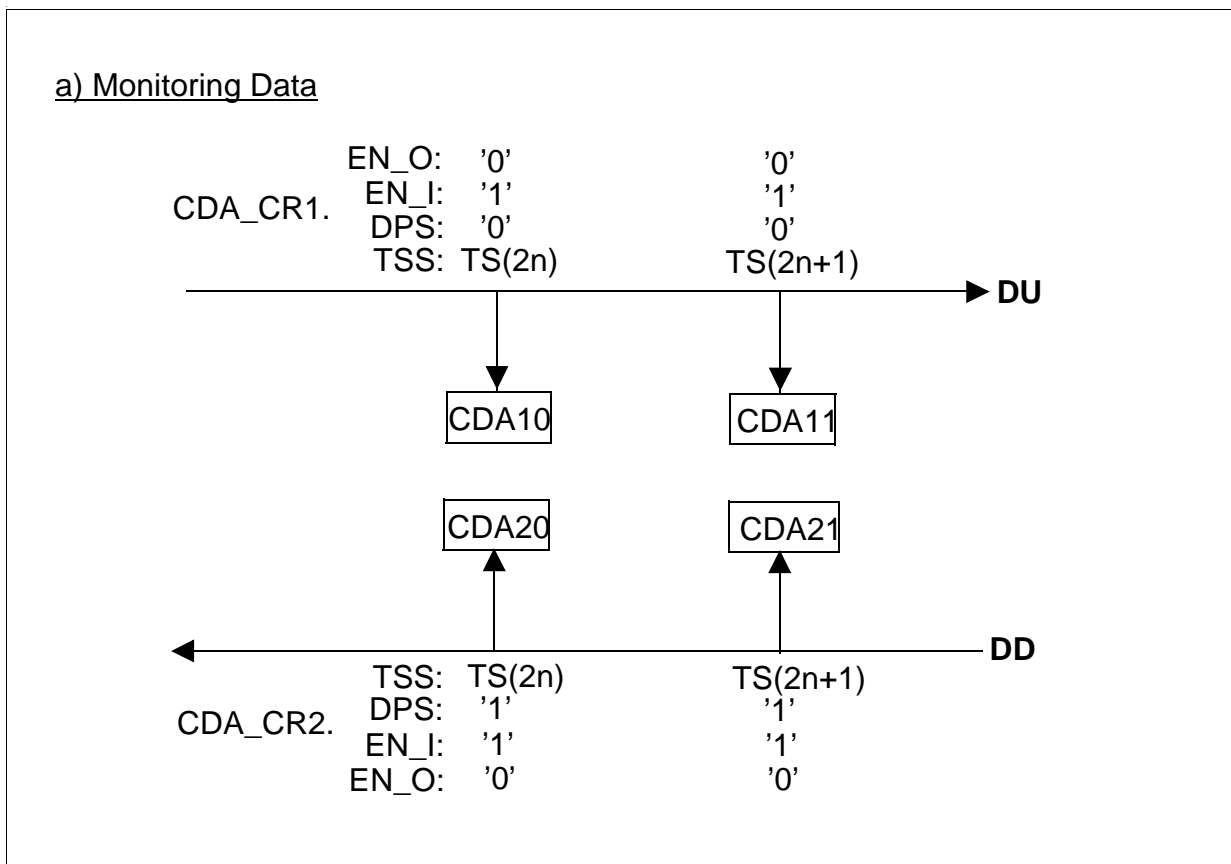 a) Monitoring Data
EN_O: ’0’ ’0’
EN_I: ’1’ ’1’
CDA_CR1.
DPS: ’0’ ’0’
TSS: TS(2n) TS(2n+1)
DU
CDA10 CDA11
CDA20 CDA21
DD
TSS: TS(2n) TS(2n+1)
DPS: ’1’ ’1’
CDA_CR2.
EN_I: ’1’ ’1’
EN_O: ’0’ ’0’